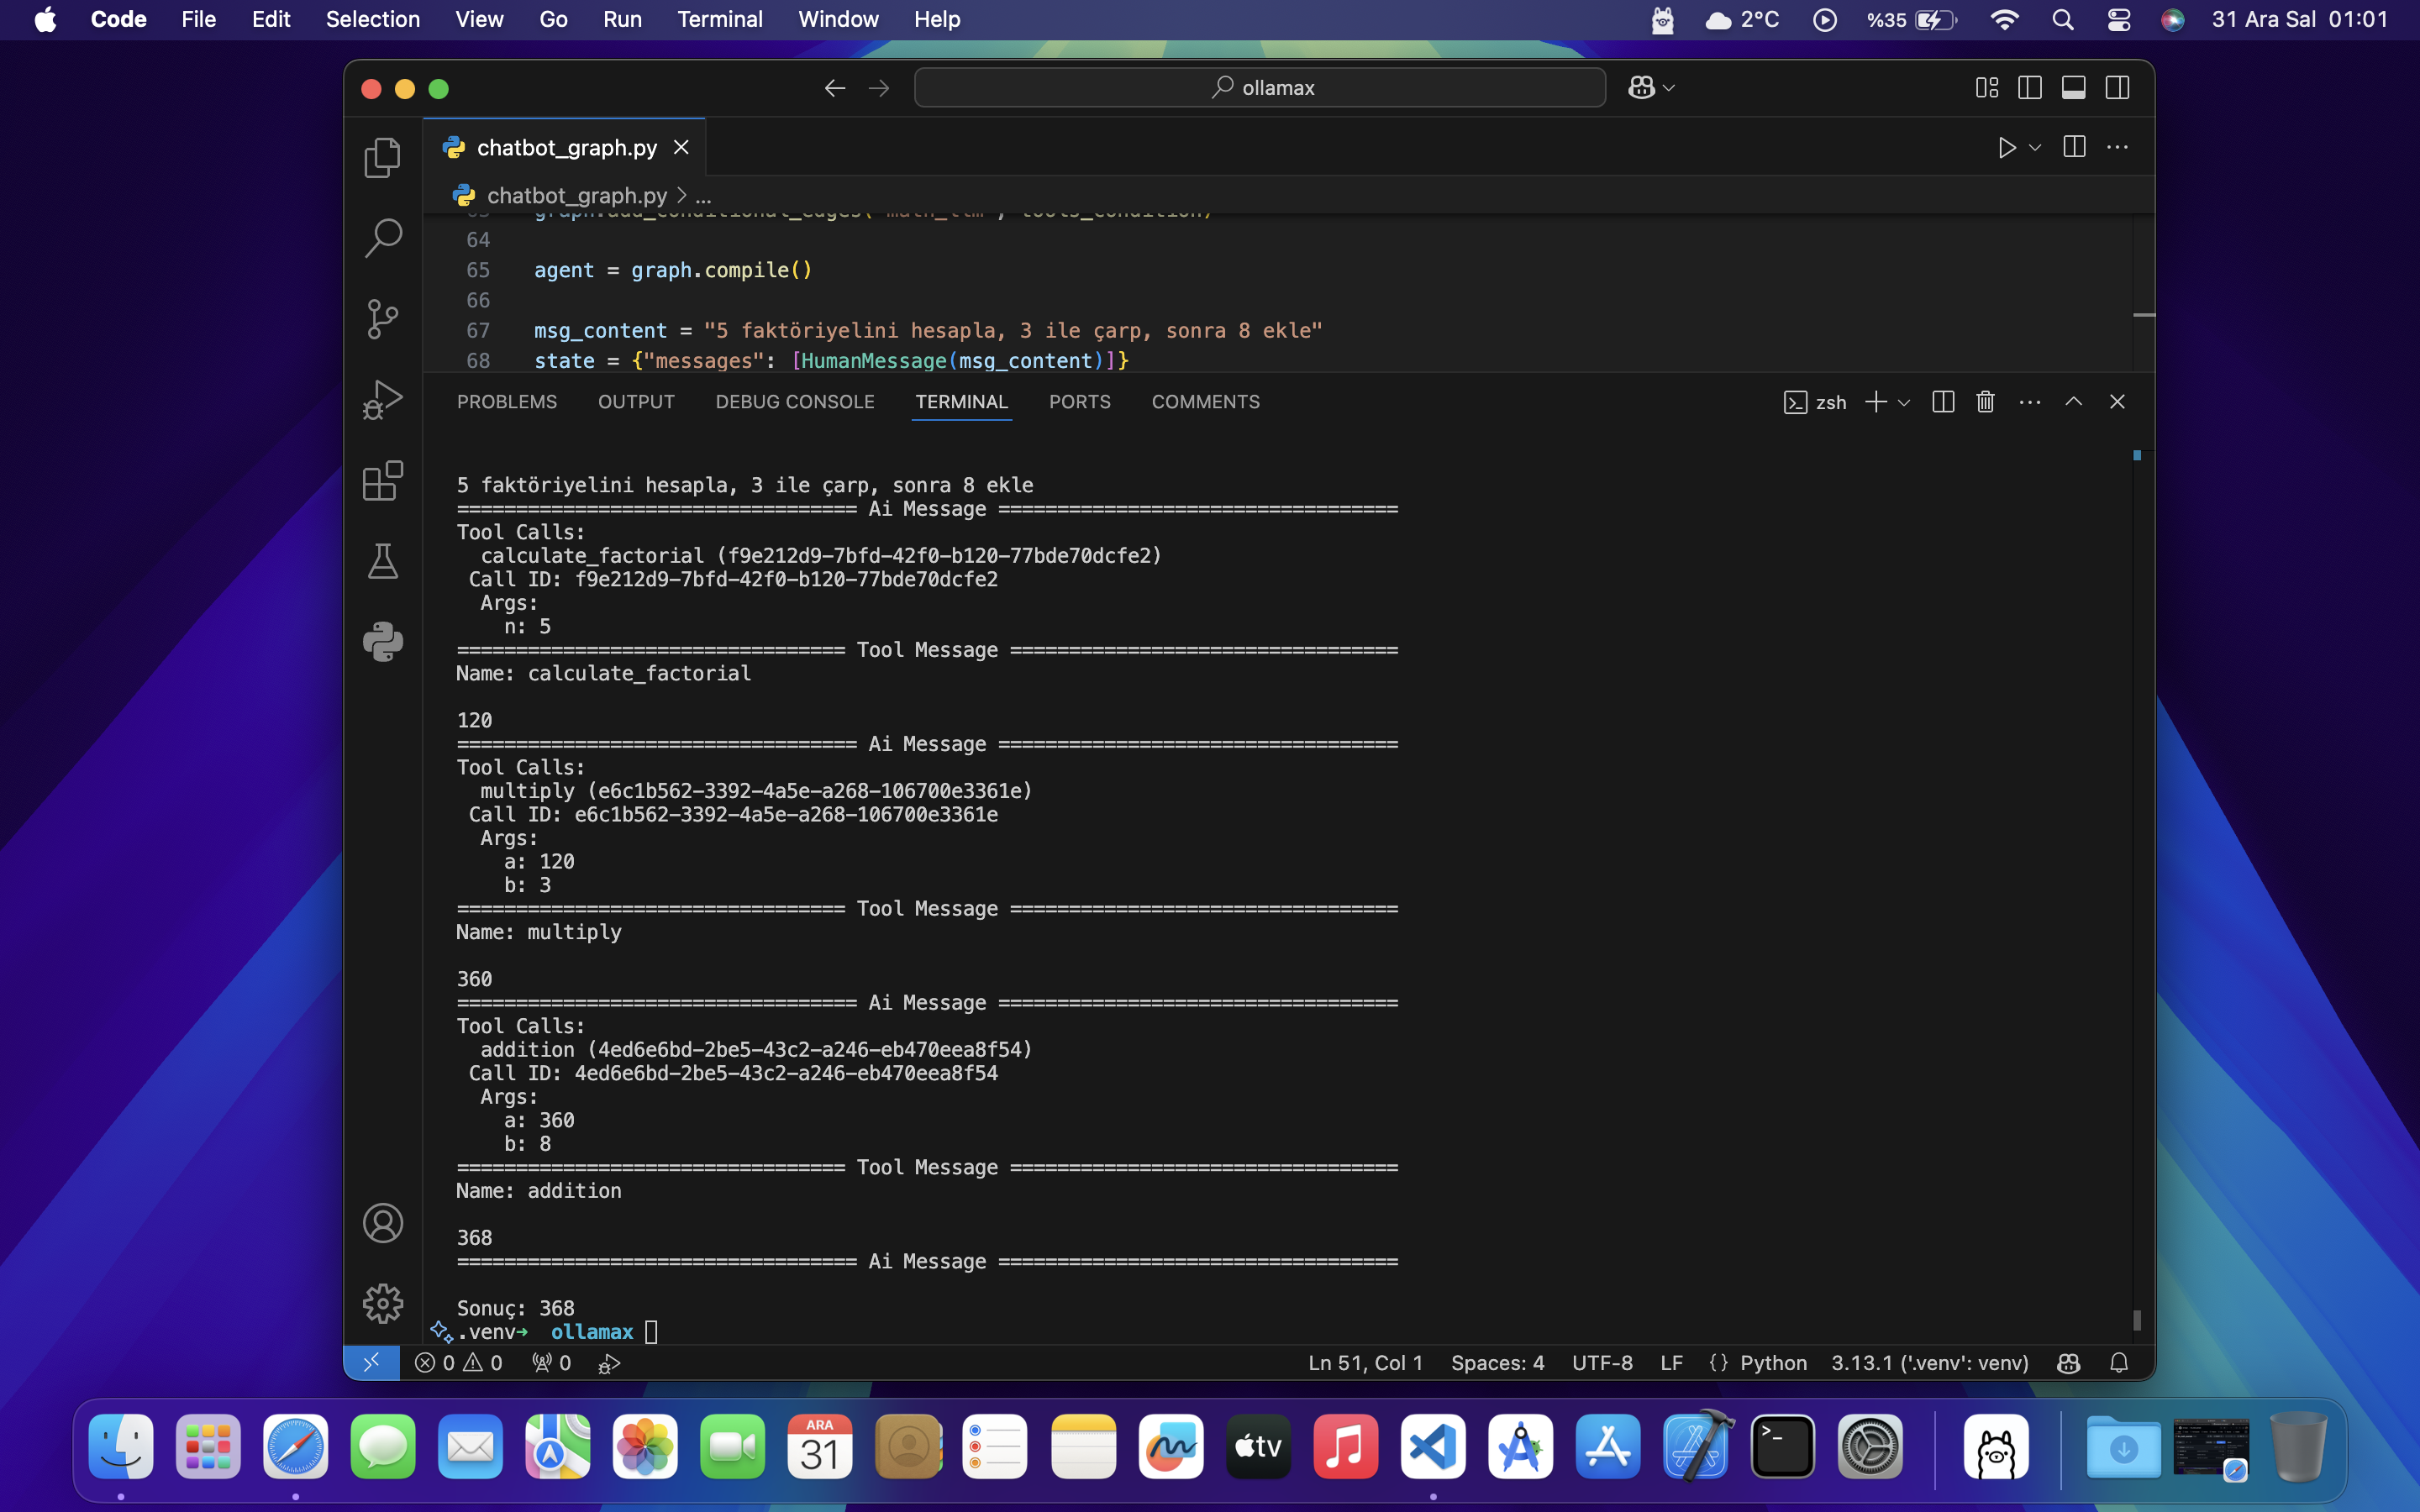 Code File Edit Selection View Go Run Terminal Window Help 2°C %35 31 Ara Sal 01:01
ollamax
chatbot_graph.py
chatbot_graph.py > ...
64
65 agent = graph.compile()
66
67 msg_content = "5 faktöriyelini hesapla, 3 ile çarp, sonra 8 ekle"
68 state = {"messages": [HumanMessage(msg_content)]}
PROBLEMS OUTPUT DEBUG CONSOLE TERMINAL PORTS COMMENTS zsh
5 faktöriyelini hesapla, 3 ile çarp, sonra 8 ekle
================================== Ai Message ==================================
Tool Calls:
calculate_factorial (f9e212d9-7bfd-42f0-b120-77bde70dcfe2)
Call ID: f9e212d9-7bfd-42f0-b120-77bde70dcfe2
Args:
n: 5
================================= Tool Message =================================
Name: calculate_factorial
120
================================== Ai Message ==================================
Tool Calls:
multiply (e6c1b562-3392-4a5e-a268-106700e3361e)
Call ID: e6c1b562-3392-4a5e-a268-106700e3361e
Args:
a: 120
b: 3
================================= Tool Message =================================
Name: multiply
360
================================== Ai Message ==================================
Tool Calls:
addition (4ed6e6bd-2be5-43c2-a246-eb470eea8f54)
Call ID: 4ed6e6bd-2be5-43c2-a246-eb470eea8f54
Args:
a: 360
b: 8
================================= Tool Message =================================
Name: addition
368
================================== Ai Message ==================================
Sonuç: 368
.venv→ ollamax
0 0 0 Ln 51, Col 1 Spaces: 4 UTF-8 LF {} Python 3.13.1 ('.venv': venv)
ARA
31
tv
>_